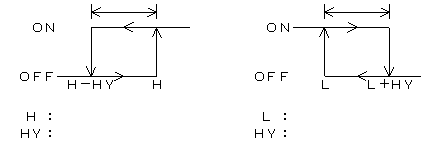 ON ON
OFF OFF
H-HY H L L+HY
H : L :
HY: HY: